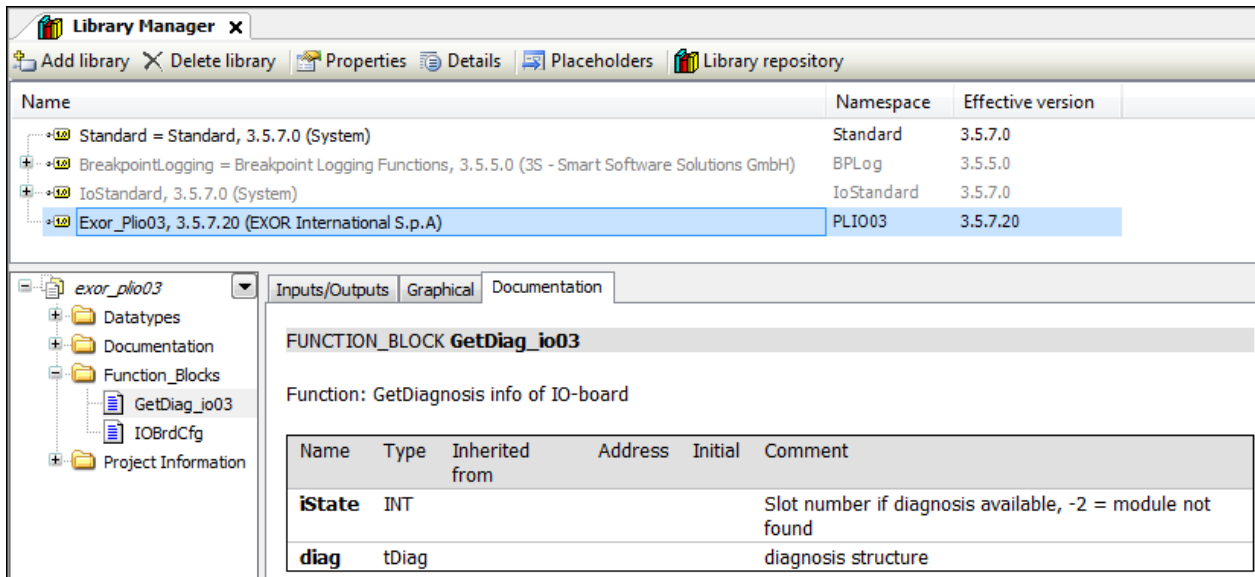 Library Manager x
Add library Delete library Properties Details Placeholders Library repository
Name Namespace Effective version
Standard = Standard, 3.5.7.0 (System) Standard 3.5.7.0
BreakpointLogging = Breakpoint Logging Functions, 3.5.5.0 (3S - Smart Software Solutions GmbH) BPLog 3.5.5.0
IoStandard, 3.5.7.0 (System) IoStandard 3.5.7.0
Exor_Plio03, 3.5.7.20 (EXOR International S.p.A) PLIO03 3.5.7.20
exor_plio03
Datatypes
Documentation
Function_Blocks
GetDiag_io03
IOBrdCfg
Project Information
Inputs/Outputs Graphical Documentation
FUNCTION_BLOCK GetDiag_io03
Function: GetDiagnosis info of IO-board
Name Type Inherited from Address Initial Comment
iState INT Slot number if diagnosis available, -2 = module not
found
diag tDiag diagnosis structure